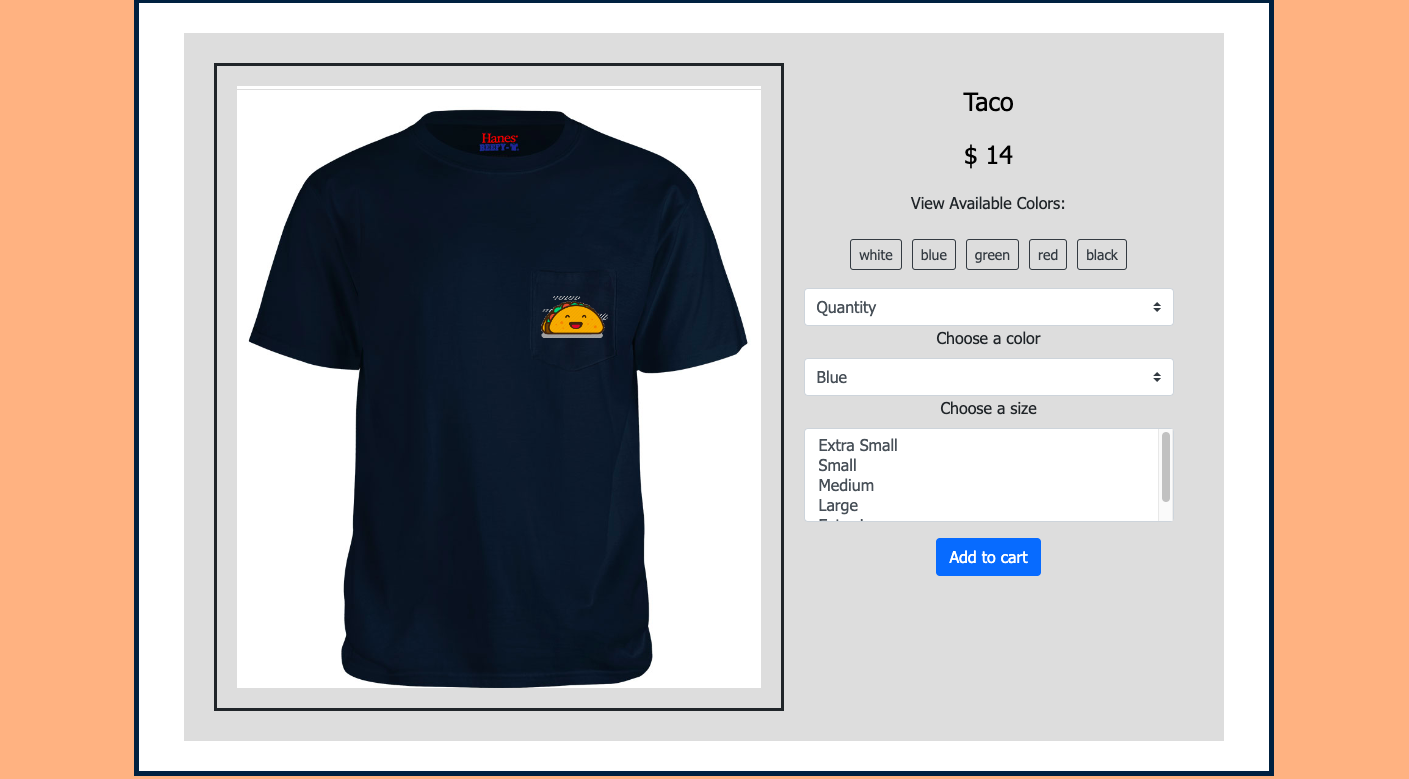 Hanes
BEEFY-T.
Taco
$ 14
View Available Colors:
white blue green red black
Quantity
Choose a color
Blue
Choose a size
Extra Small
Small
Medium
Large
Add to cart